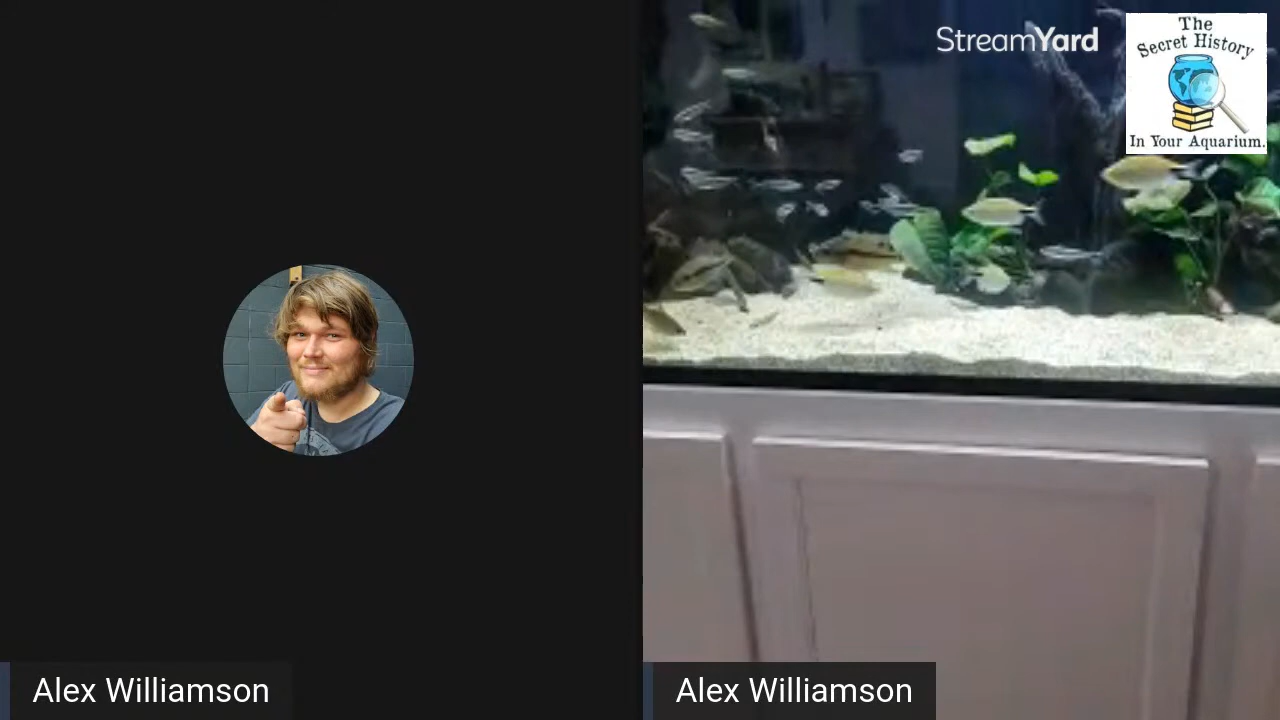 StreamYard
The
Secret History
In Your Aquarium.
Alex Williamson
Alex Williamson